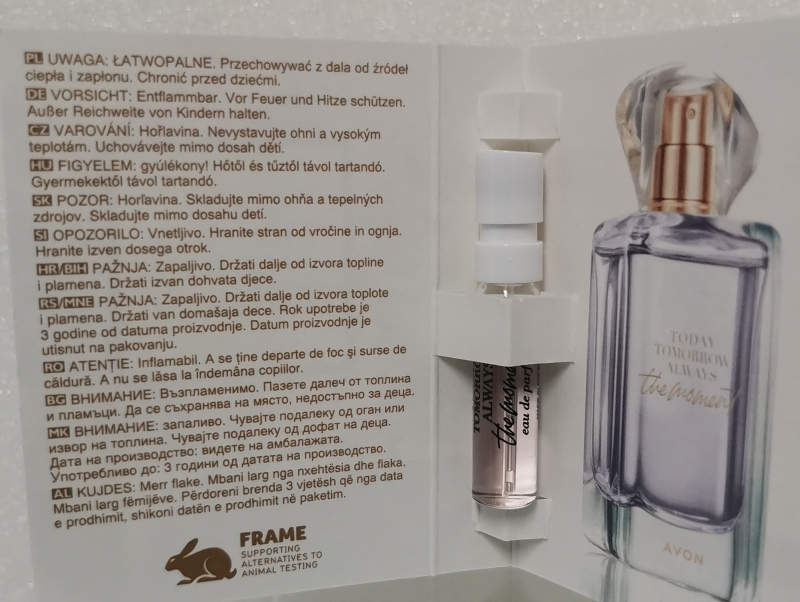 PL UWAGA: ŁATWOPALNE. Przechowywać z dala od źródeł
ciepła i zapłonu. Chronić przed dziećmi.
DE VORSICHT: Entflammbar. Vor Feuer und Hitze schützen.
Außer Reichweite von Kindern halten.
CZ VAROVÁNÍ: Hořlavina. Nevystavujte ohni a vysokým
teplotám. Uchovávejte mimo dosah dětí.
HU FIGYELEM: gyúlékony! Hőtől és tűztől távol tartandó.
Gyermekektől távol tartandó.
SK POZOR: Horľavina. Skladujte mimo ohňa a tepelných
zdrojov. Skladujte mimo dosahu detí.
SI OPOZORILO: Vnetljivo. Hranite stran od vročine in ognja.
Hranite izven dosega otrok.
HR/BIH PAŽNJA: Zapaljivo. Držati dalje od izvora topline
i plamena. Držati izvan dohvata djece.
RS/MNE PAŽNJA: Zapaljivo. Držati dalje od izvora toplote
i plamena. Držati van domašaja dece. Rok upotrebe je
3 godine od datuma proizvodnje. Datum proizvodnje je
utisnut na pakovanju.
RO ATENȚIE: Inflamabil. A se ține departe de foc și surse de
căldură. A nu se lăsa la îndemâna copiilor.
BG ВНИМАНИЕ: Възпламенимо. Пазете далеч от топлина
и пламъци. Да се съхранява на място, недостъпно за деца.
MK ВНИМАНИЕ: запаливо. Чувајте подалеку од оган или
извор на топлина. Чувајте подалеку од дофат на деца.
Дата на производство: видете на амбалажата.
Употребливо до: 3 години од датата на производство.
AL KUJDES: Merr flake. Mbani larg nga nxehtësia dhe flaka.
Mbani larg fëmijëve. Përdoreni brenda 3 vjetësh që nga data
e prodhimit, shikoni datën e prodhimit në paketim.
FRAME
SUPPORTING
ALTERNATIVES TO
ANIMAL TESTING
TOMORROW
ALWAYS
the moment
eau de parf
TODAY
TOMORROW
ALWAYS
the moment
AVON